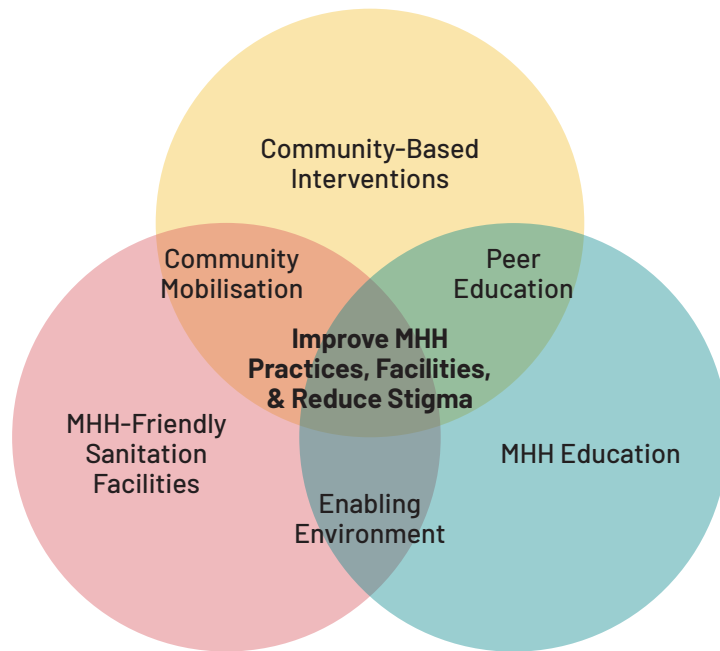 Community-Based
Interventions
Community
Mobilisation
Peer
Education
Improve MHH
Practices, Facilities,
& Reduce Stigma
MHH-Friendly
Sanitation
Facilities
MHH Education
Enabling
Environment